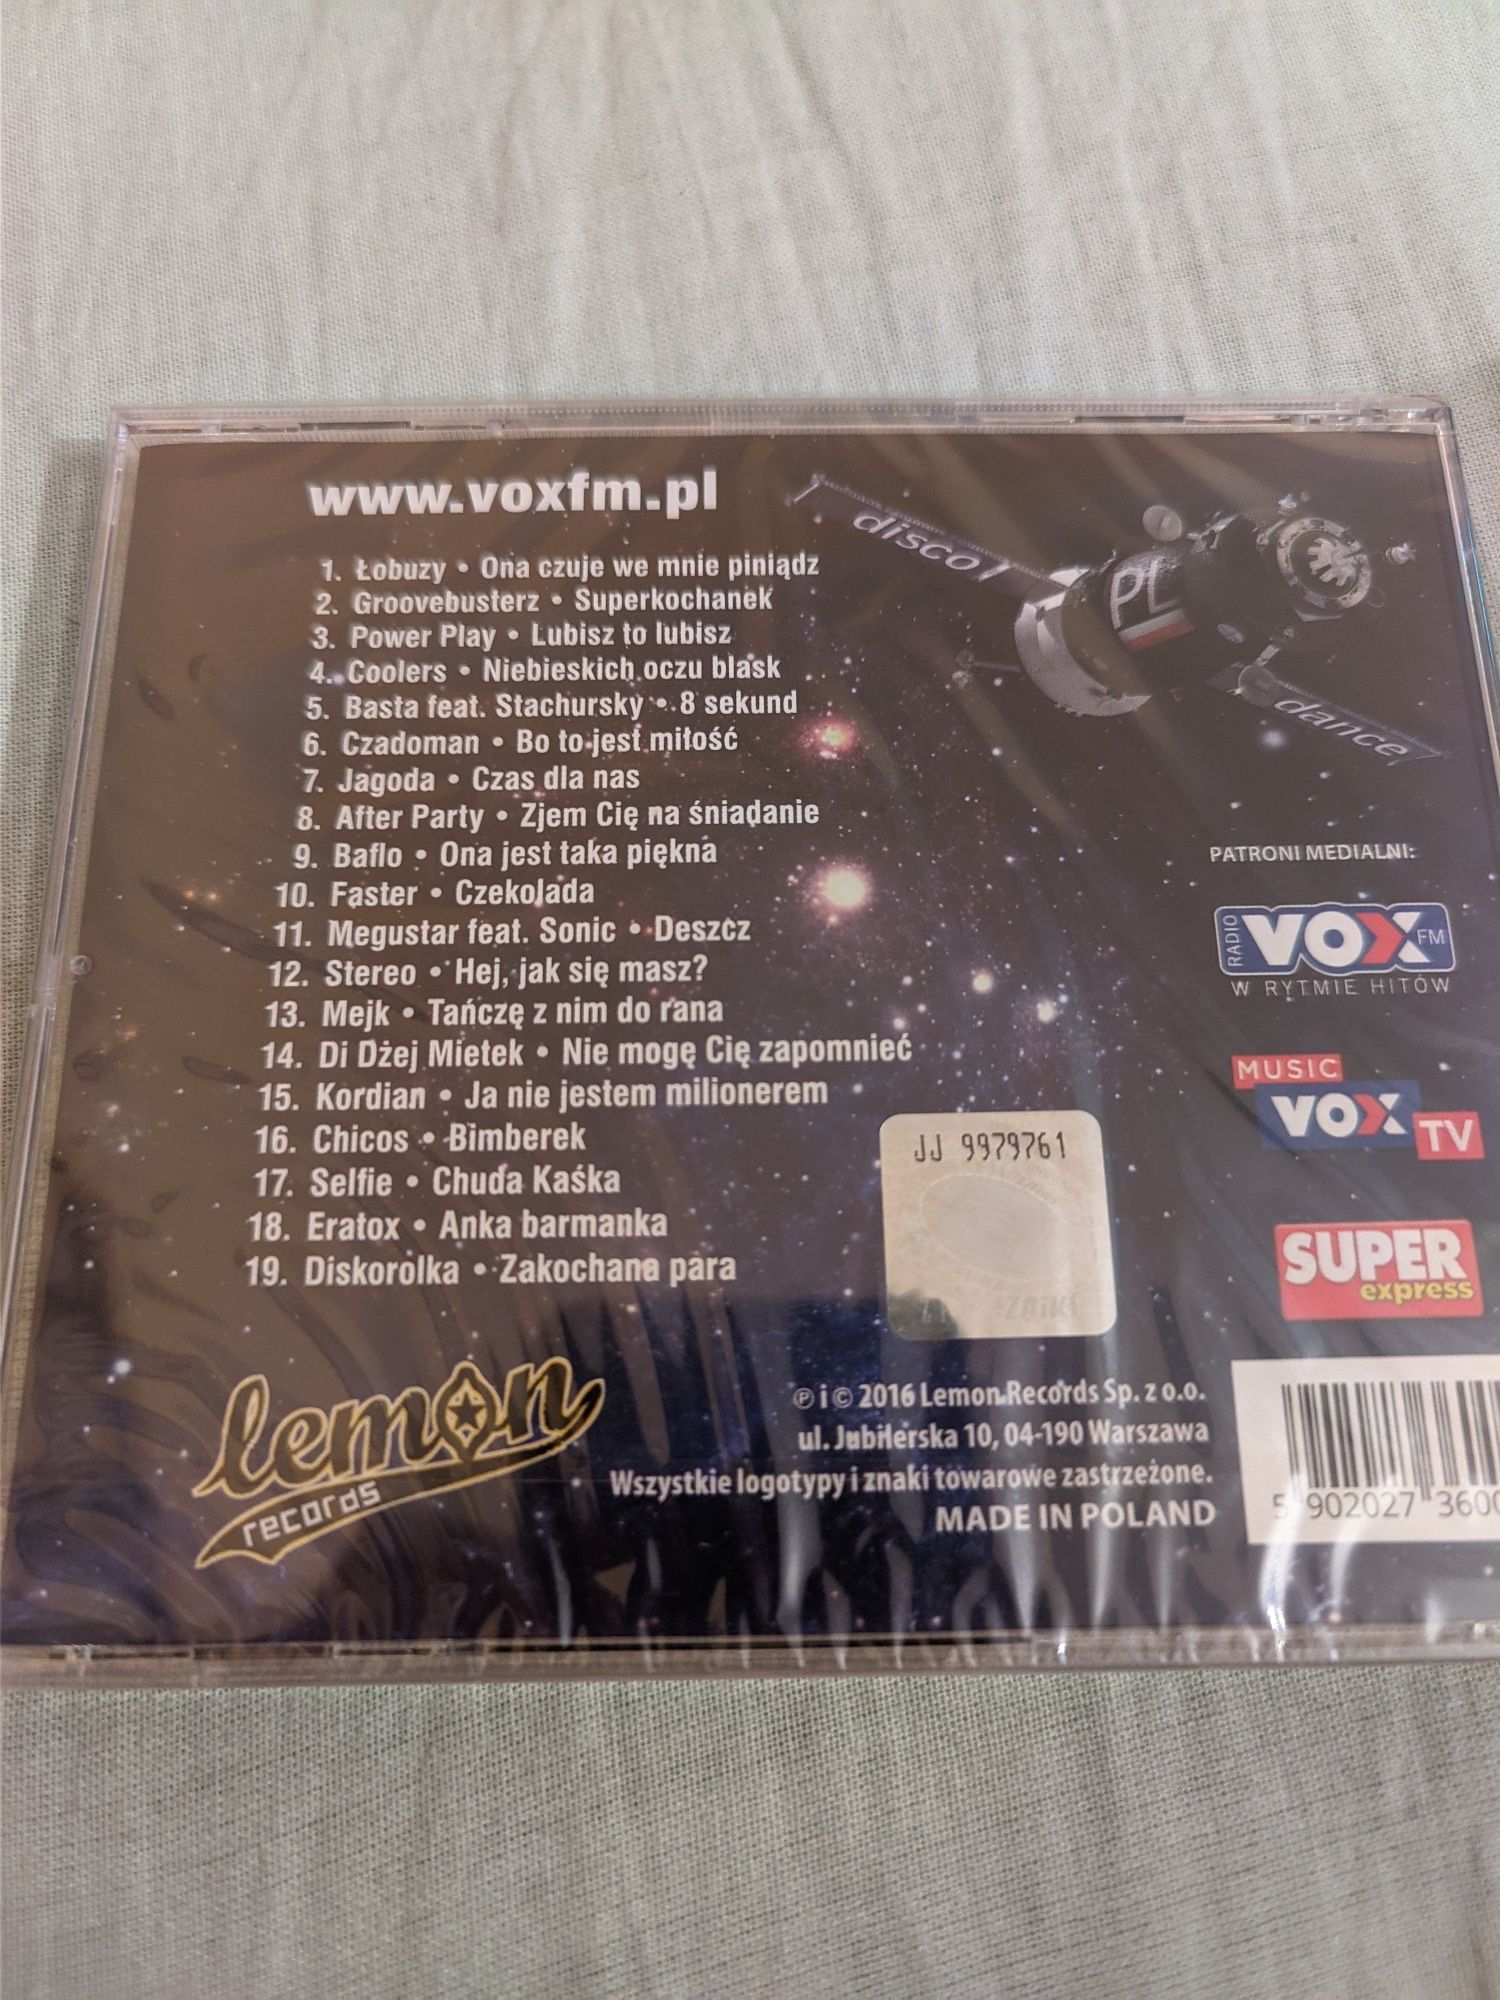 www.voxfm.pl
1. Łobuzy • Ona czuje we mnie piniądz
2. Groovebusterz • Superkochanek
3. Power Play • Lubisz to lubisz
4. Coolers • Niebieskich oczu blask
5. Basta feat. Stachursky • 8 sekund
6. Czadoman • Bo to jest miłość
7. Jagoda • Czas dla nas
8. After Party • Zjem Cię na śniadanie
9. Baflo • Ona jest taka piękna
10. Faster • Czekolada
11. Megustar feat. Sonic • Deszcz
12. Stereo • Hej, jak się masz?
13. Mejk • Tańczę z nim do rana
14. Di Dżej Mietek • Nie mogę Cię zapomnieć
15. Kordian • Ja nie jestem milionerem
16. Chicos • Bimberek
17. Selfie • Chuda Kaśka
18. Eratox • Anka barmanka
19. Diskorolka • Zakochana para
disco
PL
dance
PATRONI MEDIALNI:
RADIO VOX FM
W RYTMIE HITÓW
MUSIC
VOX
TV
SUPER
express
JJ 9979761
ZAiKS
lemon
records
℗ i © 2016 Lemon Records Sp. z o.o.
ul. Jubilerska 10, 04-190 Warszawa
Wszystkie logotypy i znaki towarowe zastrzeżone.
MADE IN POLAND
5 902027 3600